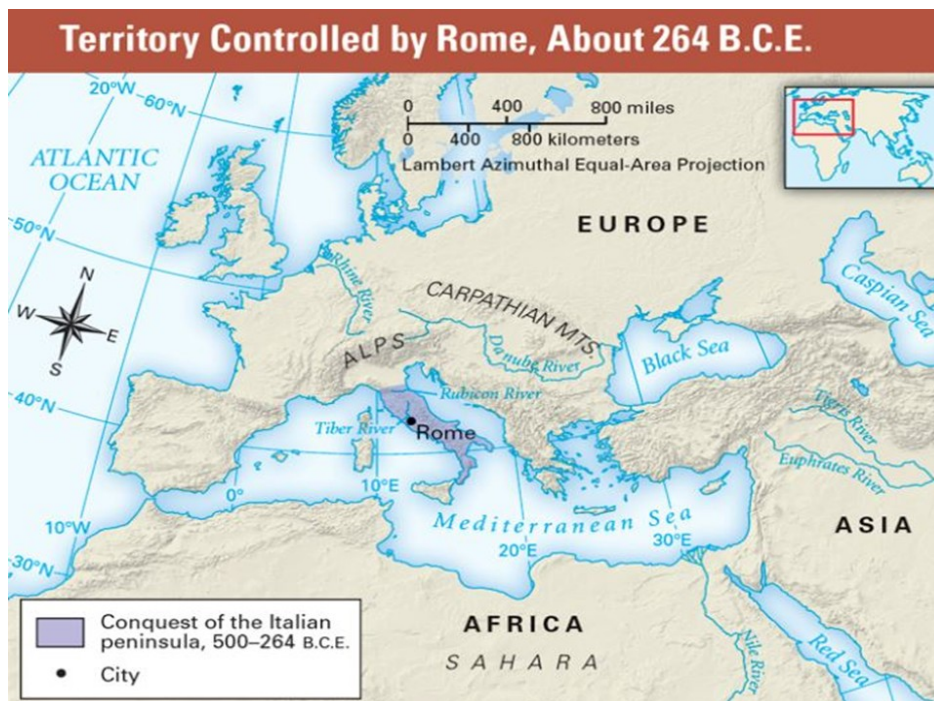 Territory Controlled by Rome, About 264 B.C.E.
20°W
60°N
0 400 800 miles
0 400 800 kilometers
Lambert Azimuthal Equal-Area Projection
ATLANTIC
OCEAN
EUROPE
50°N
N
W
E
S
Rhine River
CARPATHIAN MTS.
Caspian Sea
ALPS
Danube River
Black Sea
40°N
Rubicon River
Tiber River
Rome
Tigris River
Euphrates River
0°
10°E
Mediterranean Sea
10°W
20°E
30°E
ASIA
30°N
Conquest of the Italian
peninsula, 500–264 B.C.E.
City
AFRICA
SAHARA
Nile River
Red Sea